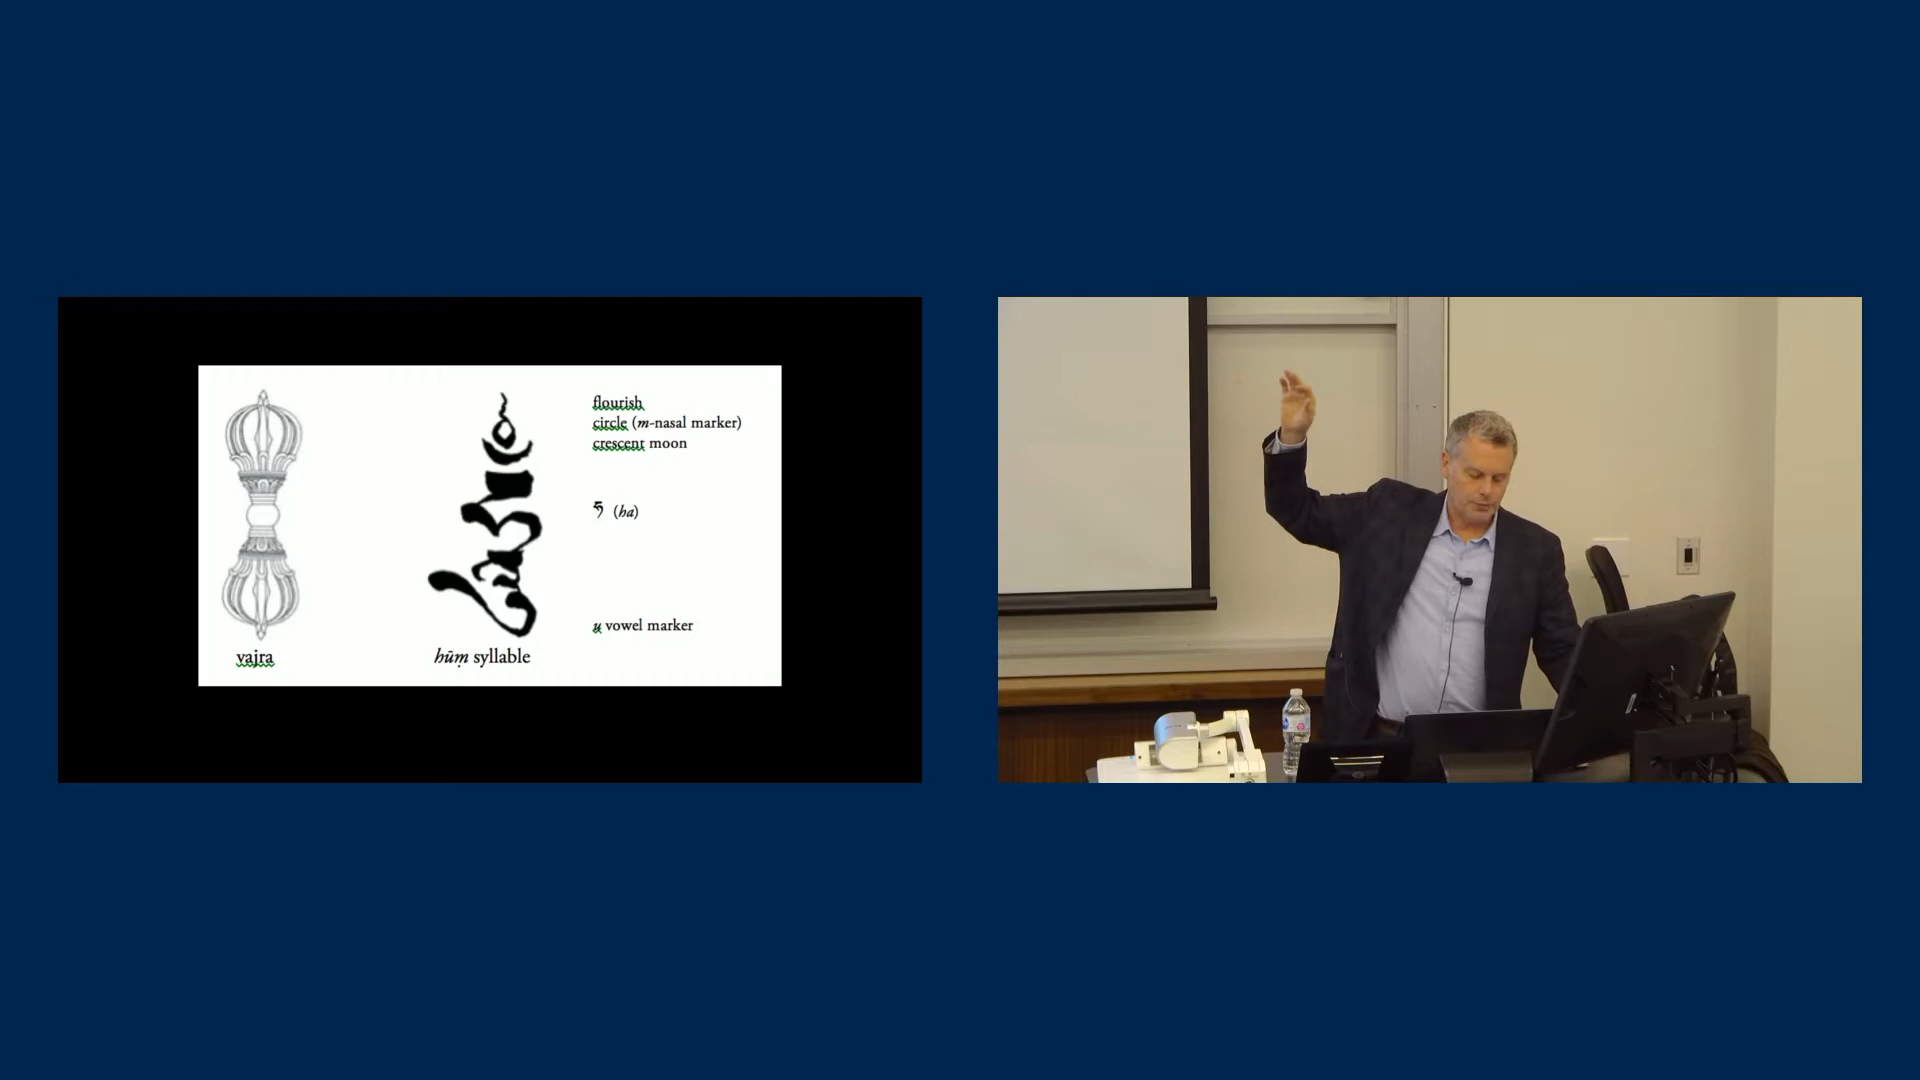 flourish
circle (m-nasal marker)
crescent moon
ཧ (ha)
u vowel marker
vajra
hūṃ syllable